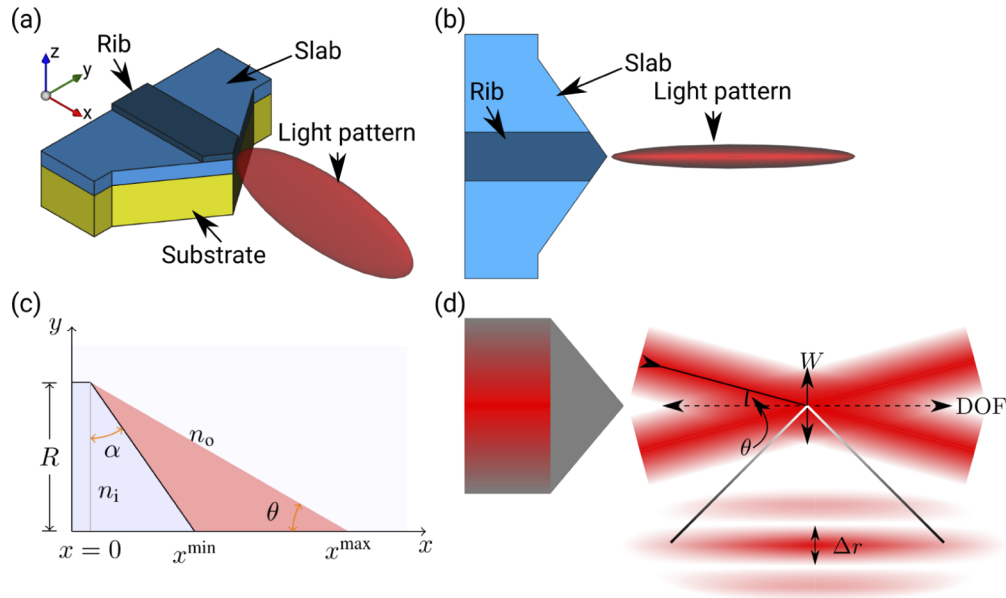 (a)
Rib
Slab
z
y
x
Light pattern
Substrate
(b)
Slab
Rib
Light pattern
(c)
y
R
α
n_i
n_o
θ
x = 0
x^min
x^max
x
(d)
W
DOF
θ
Δr